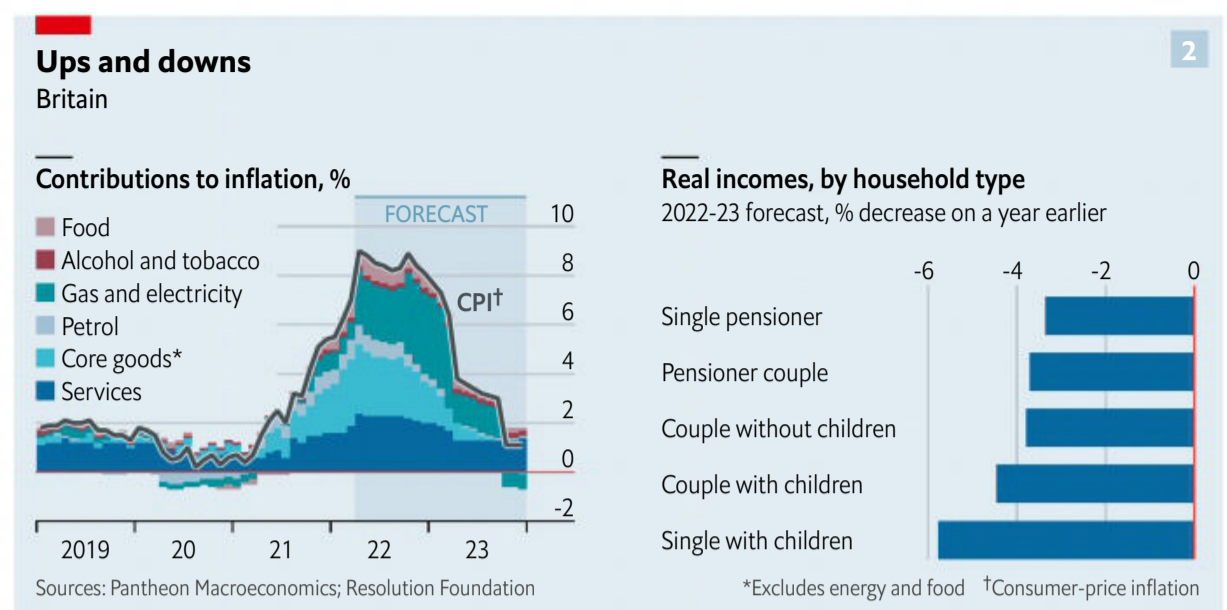 2
Ups and downs
Britain
Contributions to inflation, %
Food
Alcohol and tobacco
Gas and electricity
Petrol
Core goods*
Services
FORECAST
CPI†
10
8
6
4
2
0
-2
2019 20 21 22 23
Real incomes, by household type
2022-23 forecast, % decrease on a year earlier
-6 -4 -2 0
Single pensioner
Pensioner couple
Couple without children
Couple with children
Single with children
Sources: Pantheon Macroeconomics; Resolution Foundation
*Excludes energy and food †Consumer-price inflation